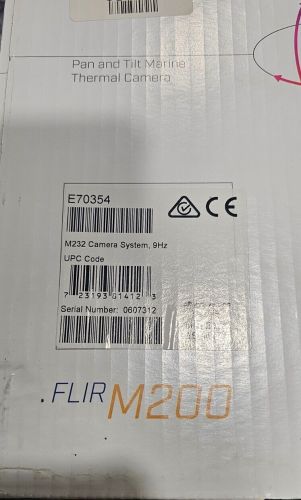 Pan and Tilt Marine
Thermal Camera
E70354
CE
M232 Camera System, 9Hz
UPC Code
7 23193 01412 3
Serial Number: 0607312
.FLIR M200